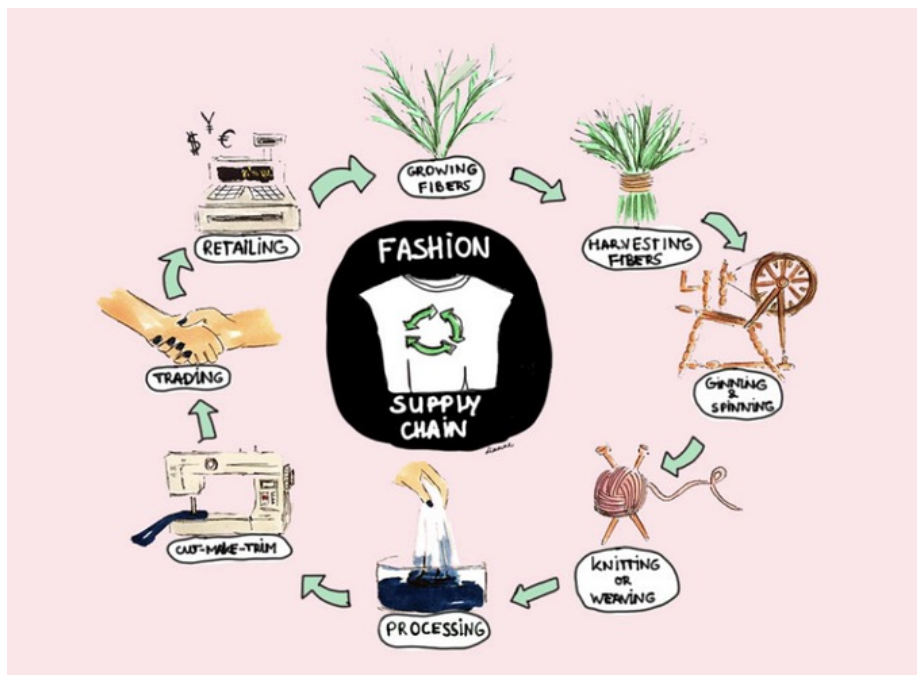 FASHION
SUPPLY
CHAIN
GROWING
FIBERS
HARVESTING
FIBERS
GINNING
&
SPINNING
KNITTING
OR
WEAVING
PROCESSING
CUT-MAKE-TRIM
TRADING
RETAILING
$ ¥ €